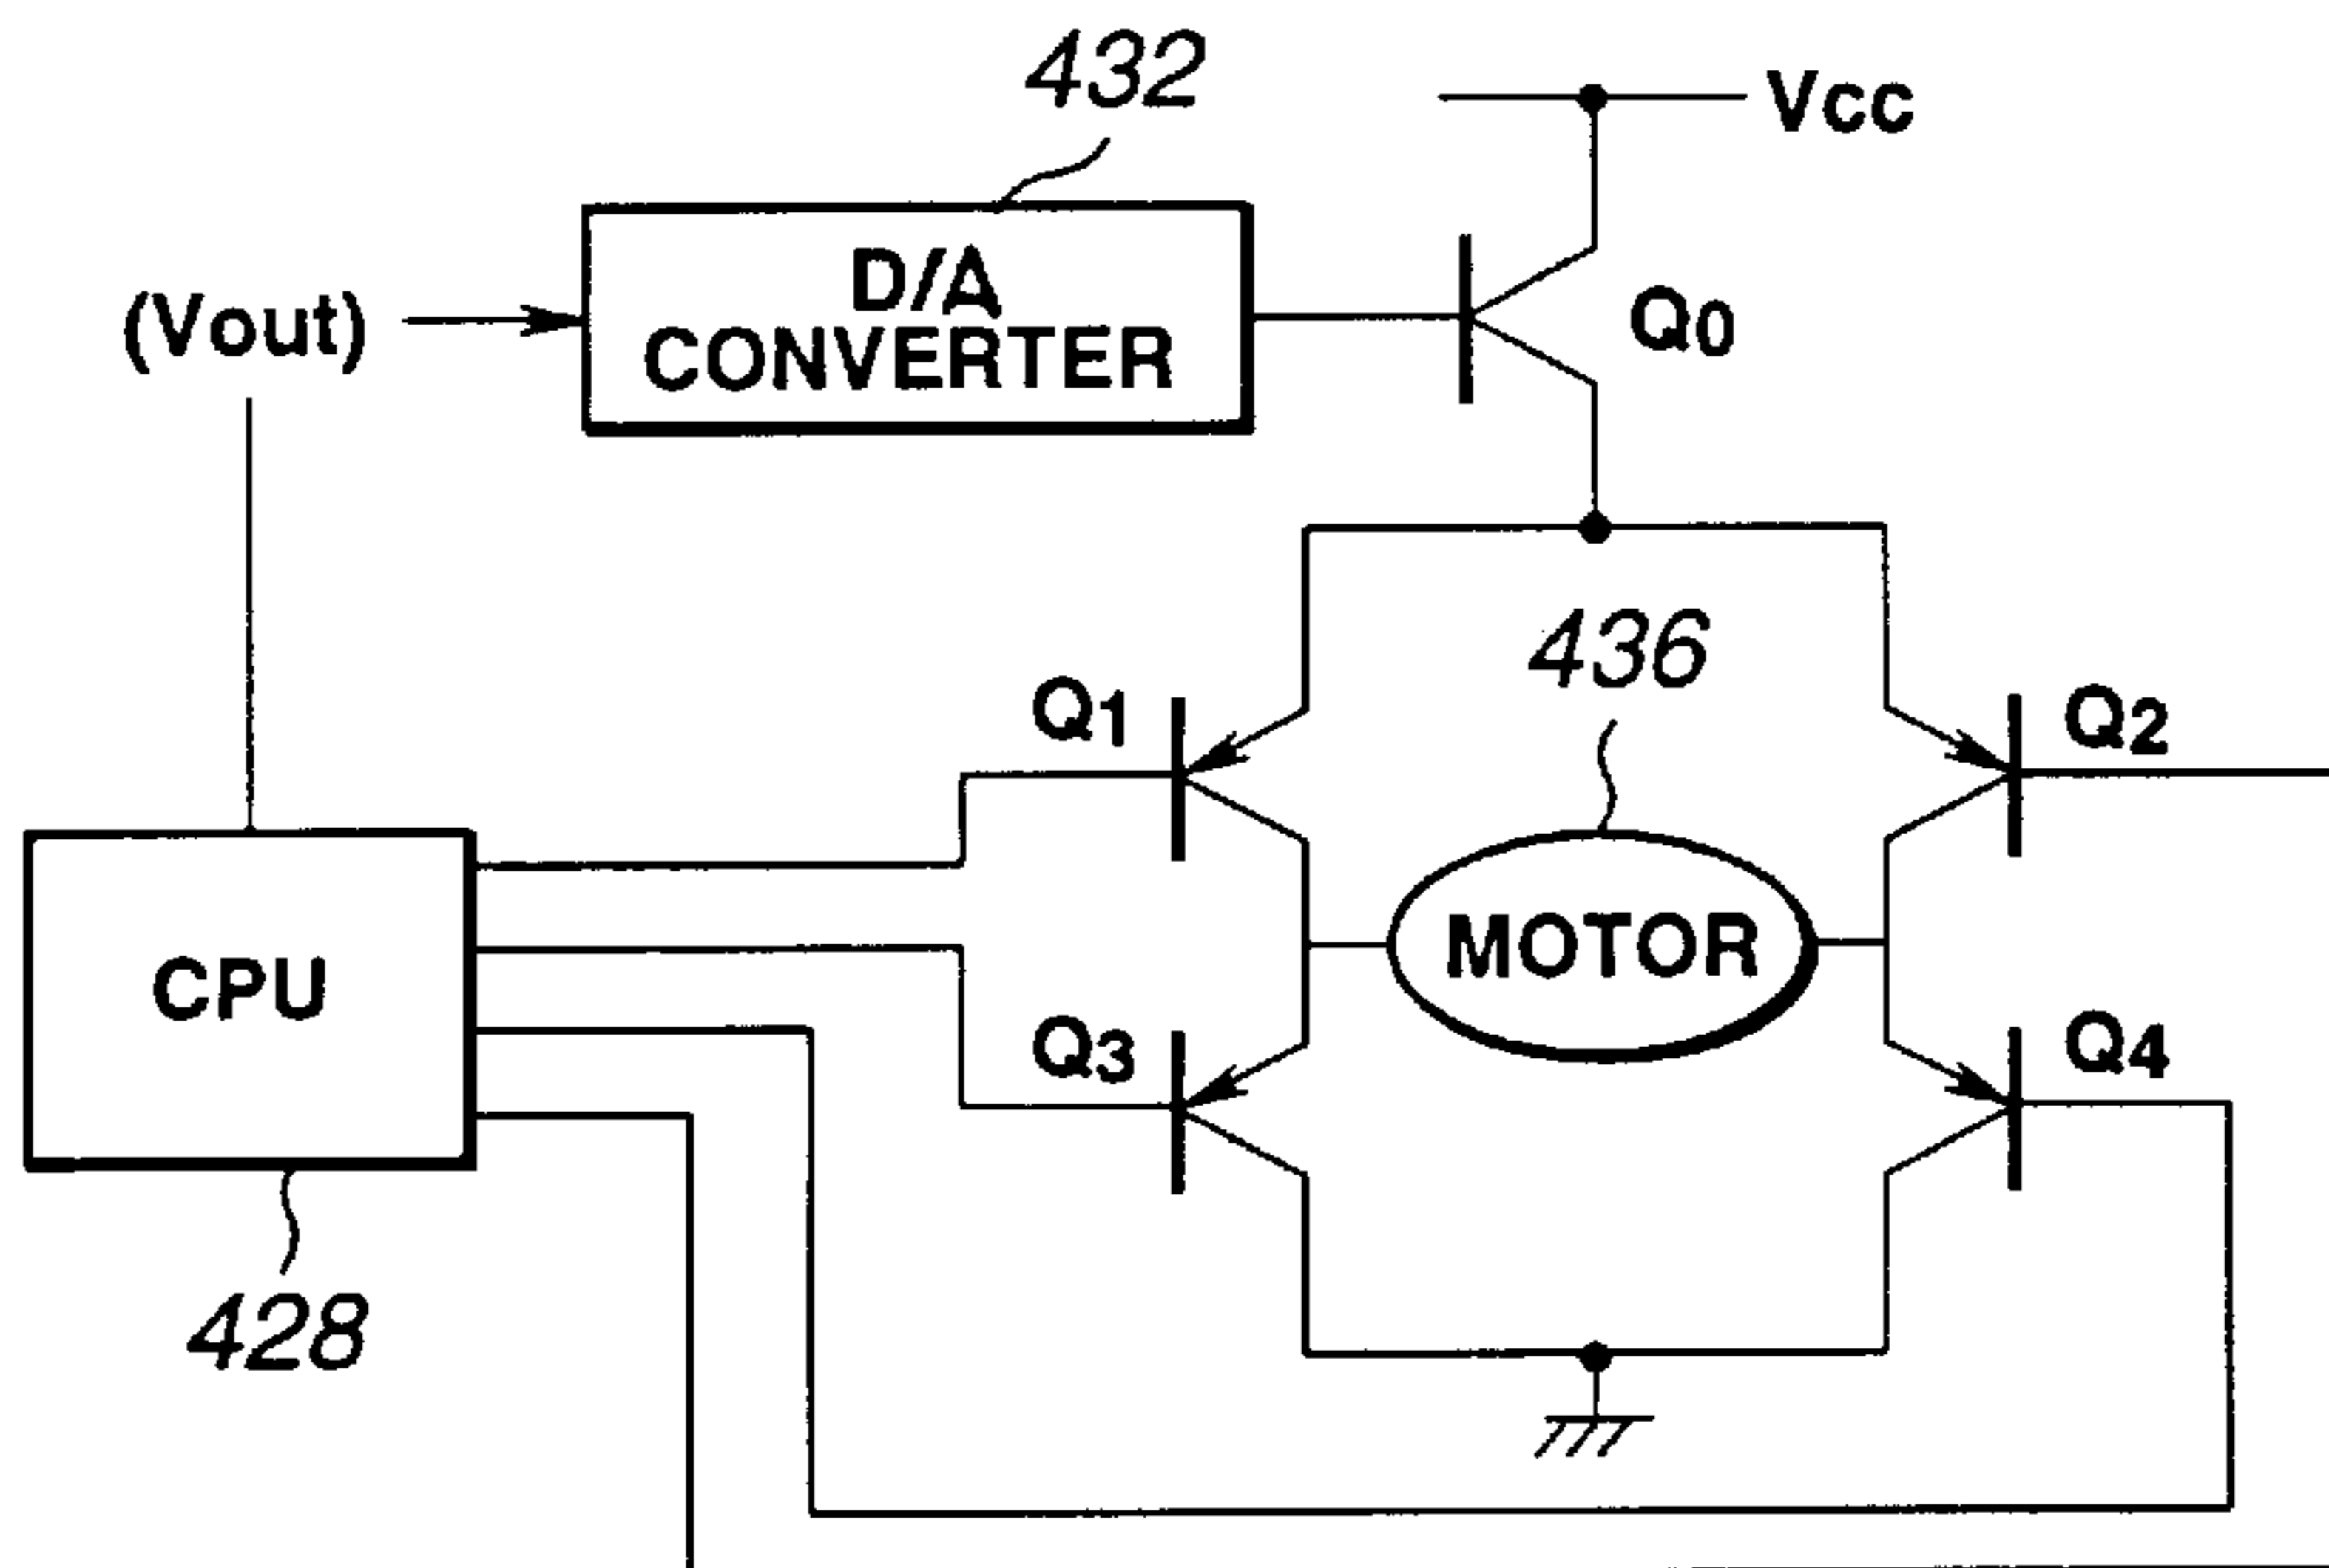 432
Vcc
D/A
CONVERTER
(Vout)
Q0
436
Q1
Q2
MOTOR
CPU
Q3
Q4
428